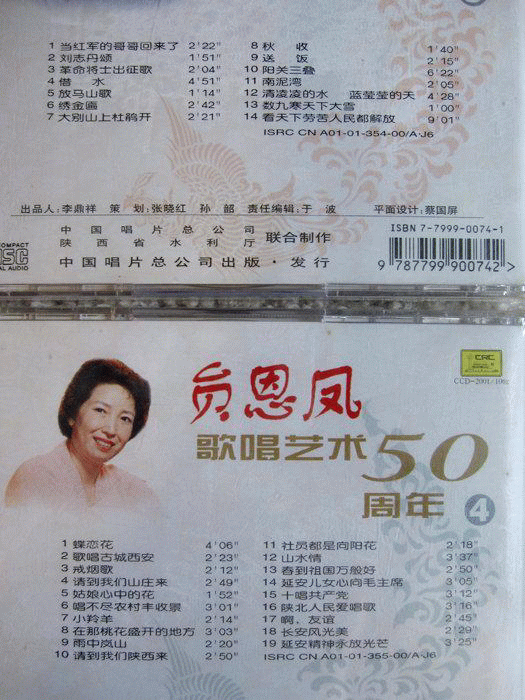 1 当红军的哥哥回来了 2'22"
2 刘志丹颂 1'51"
3 革命将士出征歌 2'04"
4 借 水 4'51"
5 放马山歌 1'14"
6 绣金匾 2'42"
7 大别山上杜鹃开 2'21"
8 秋 收 1'40"
9 送 饭 2'15"
10 阳关三叠 6'22"
11 南泥湾 2'05"
12 清凌凌的水 蓝莹莹的天 4'28"
13 数九寒天下大雪 1'00"
14 看天下劳苦人民都解放 9'01"
ISRC CN A01-01-354-00/A·J6
出品人:李鼎祥 策 划:张晓红 孙 韶 责任编辑:于 波 平面设计:蔡国屏
中国唱片总公司
陕西省水利厅
联合制作
中国唱片总公司出版·发行
COMPACT
DISC
DIGITAL AUDIO
ISBN 7-7999-0074-1
9 787799 900742 >
CRC
CCD-2001/1062
员恩凤
歌唱艺术50
周年 4
1 蝶恋花 4'06"
2 歌唱古城西安 2'23"
3 戒烟歌 2'12"
4 请到我们山庄来 2'49"
5 姑娘心中的花 1'52"
6 唱不尽农村丰收景 3'01"
7 小羚羊 2'14"
8 在那桃花盛开的地方 3'03"
9 雨中岚山 2'20"
10 请到我们陕西来 2'50"
11 社员都是向阳花 2'18"
12 山水情 3'37"
13 春到祖国万般好 2'50"
14 延安儿女心向毛主席 3'05"
15 十唱共产党 3'12"
16 陕北人民爱唱歌 3'16"
17 啊,友谊 2'45"
18 长安风光美 2'29"
19 延安精神永放光芒 3'25"
ISRC CN A01-01-355-00/A·J6